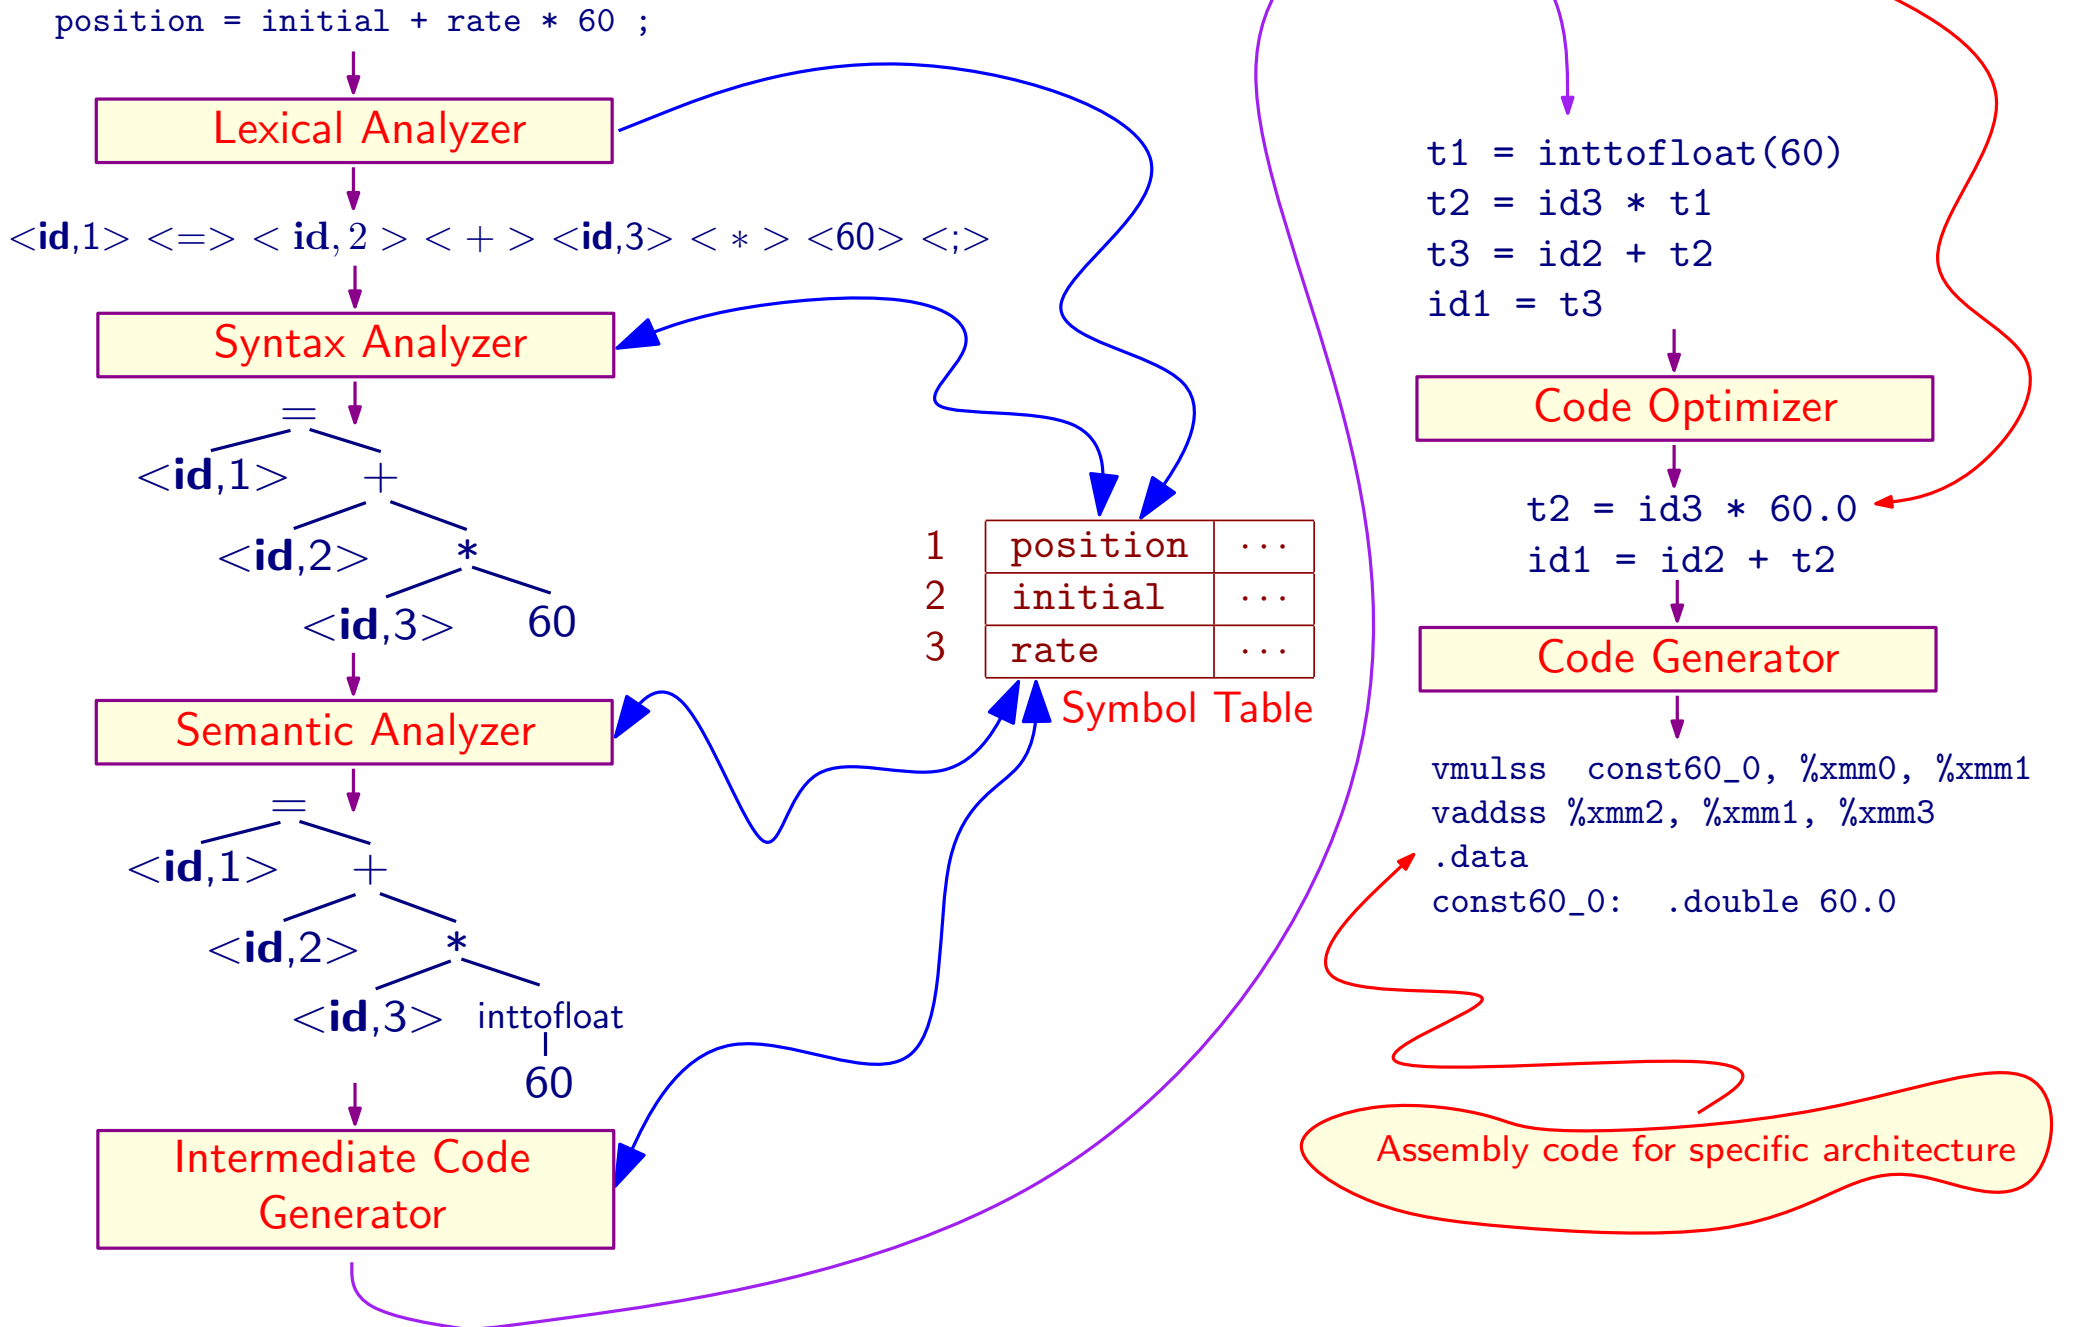 position = initial + rate * 60 ;
Lexical Analyzer
<id,1> <=> < id, 2 > < + > <id,3> < * > <60> <;>
Syntax Analyzer
=
<id,1> +
<id,2> *
<id,3> 60
Semantic Analyzer
=
<id,1> +
<id,2> *
<id,3> inttofloat
60
Intermediate Code
Generator
1 position ...
2 initial ...
3 rate ...
Symbol Table
t1 = inttofloat(60)
t2 = id3 * t1
t3 = id2 + t2
id1 = t3
Code Optimizer
t2 = id3 * 60.0
id1 = id2 + t2
Code Generator
vmulss const60_0, %xmm0, %xmm1
vaddss %xmm2, %xmm1, %xmm3
.data
const60_0: .double 60.0
Assembly code for specific architecture